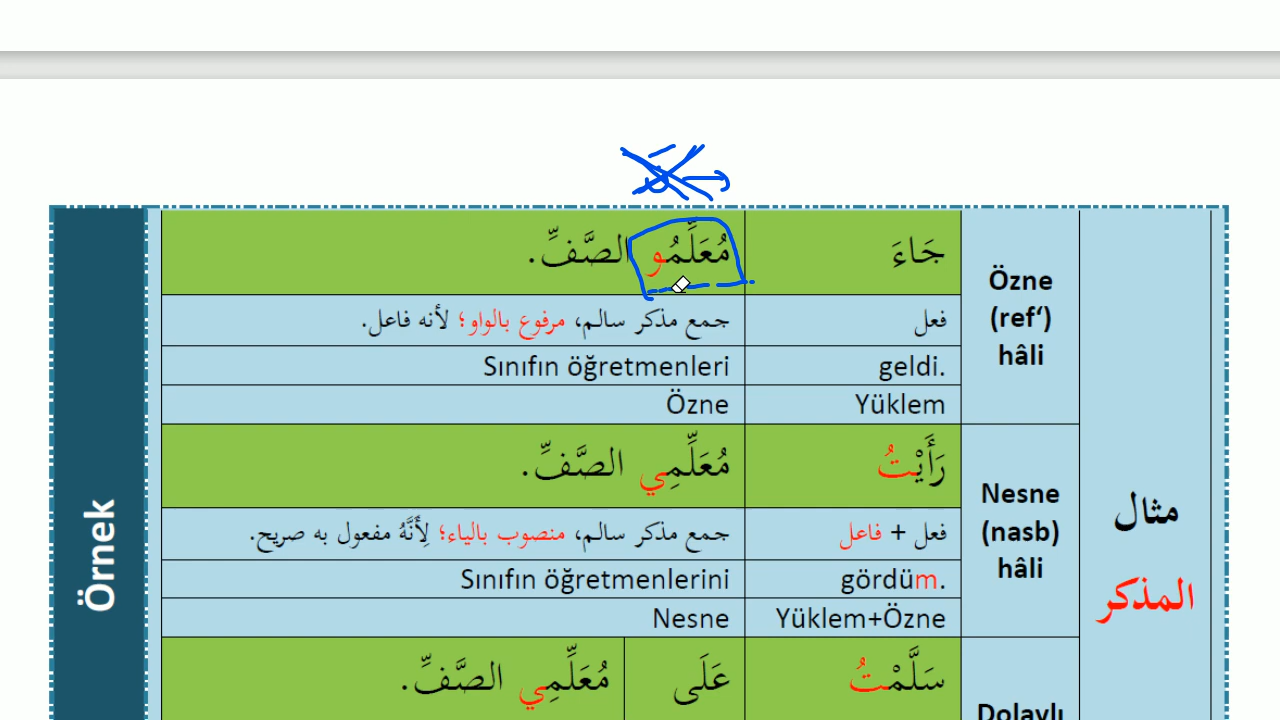 مثال
المذكر
Özne
(ref‘)
hâli
جَاءَ مُعَلِّمُو الصَّفِّ.
فعل جمع مذكر سالم، مرفوع بالواو؛ لأنه فاعل.
geldi. Sınıfın öğretmenleri
Yüklem Özne
Nesne
(nasb)
hâli
رَأَيْتُ مُعَلِّمِي الصَّفِّ.
فعل + فاعل جمع مذكر سالم، منصوب بالياء؛ لِأَنَّهُ مفعول به صريح.
gördüm. Sınıfın öğretmenlerini
Yüklem+Özne Nesne
Dolaylı
سَلَّمْتُ عَلَى مُعَلِّمِي الصَّفِّ.
Örnek